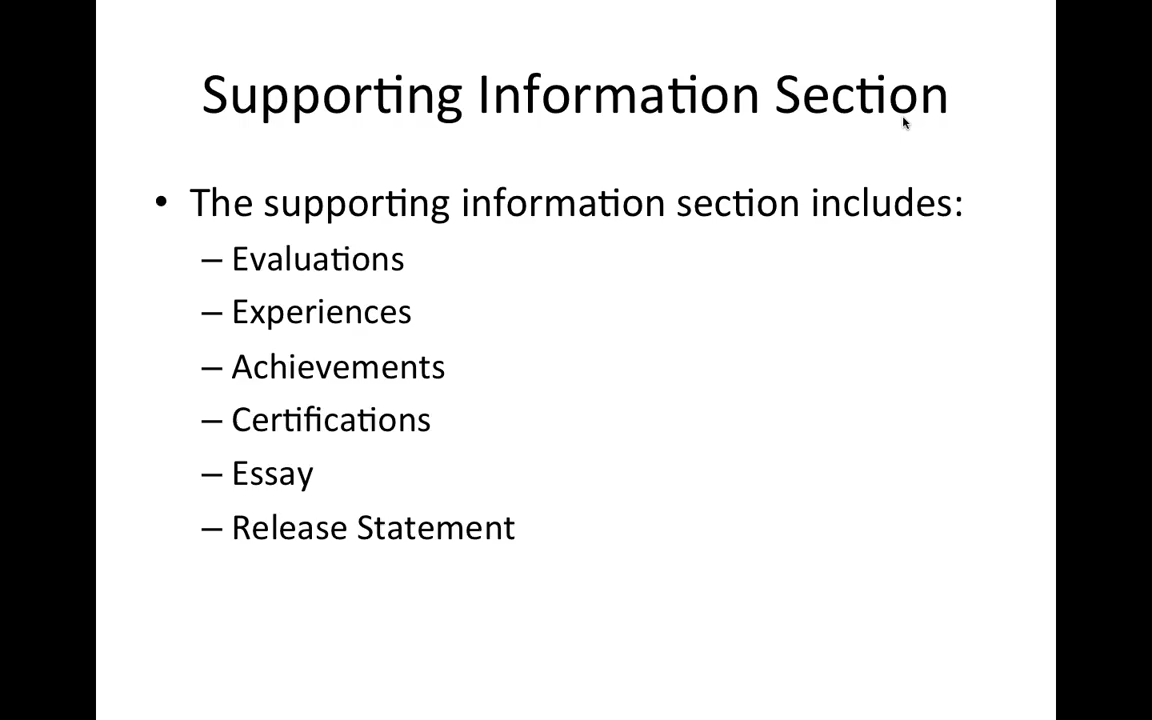 Supporting Information Section
• The supporting information section includes:
– Evaluations
– Experiences
– Achievements
– Certifications
– Essay
– Release Statement